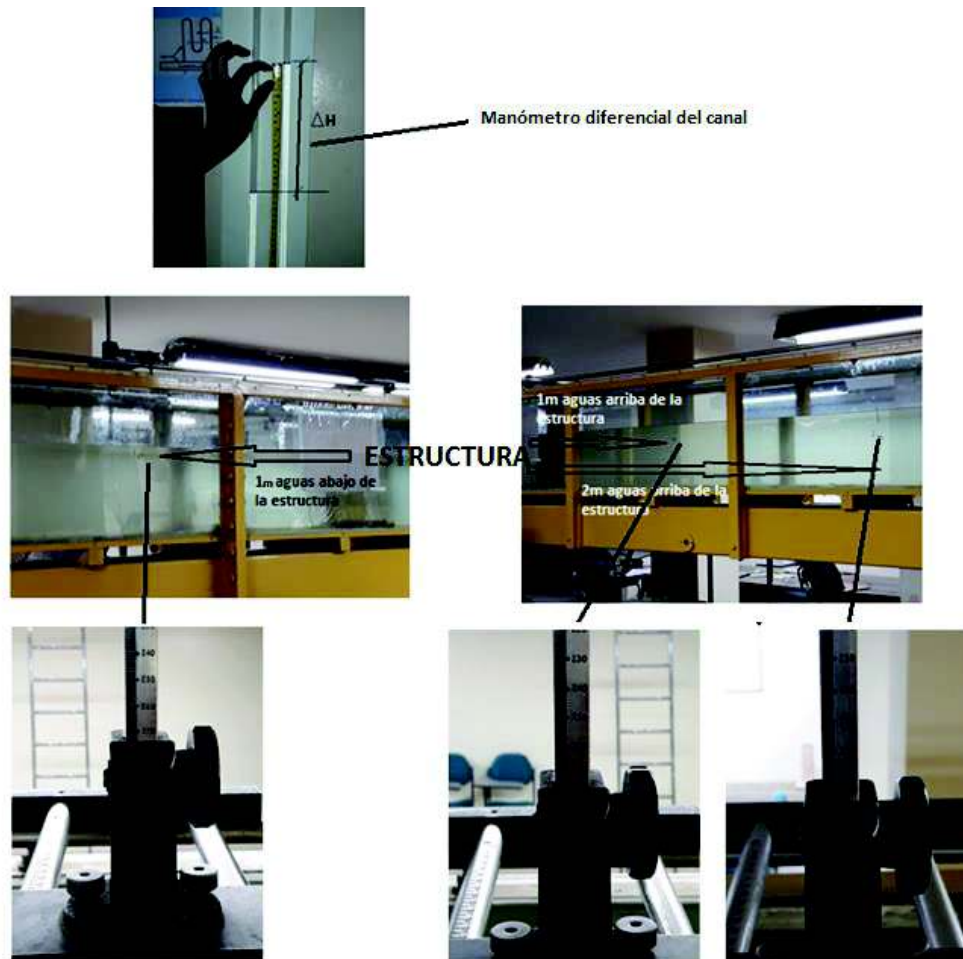 ΔH
Manómetro diferencial del canal
1m aguas arriba de la
estructura
ESTRUCTURA
1m aguas abajo de
la estructura
2m aguas arriba de la
estructura